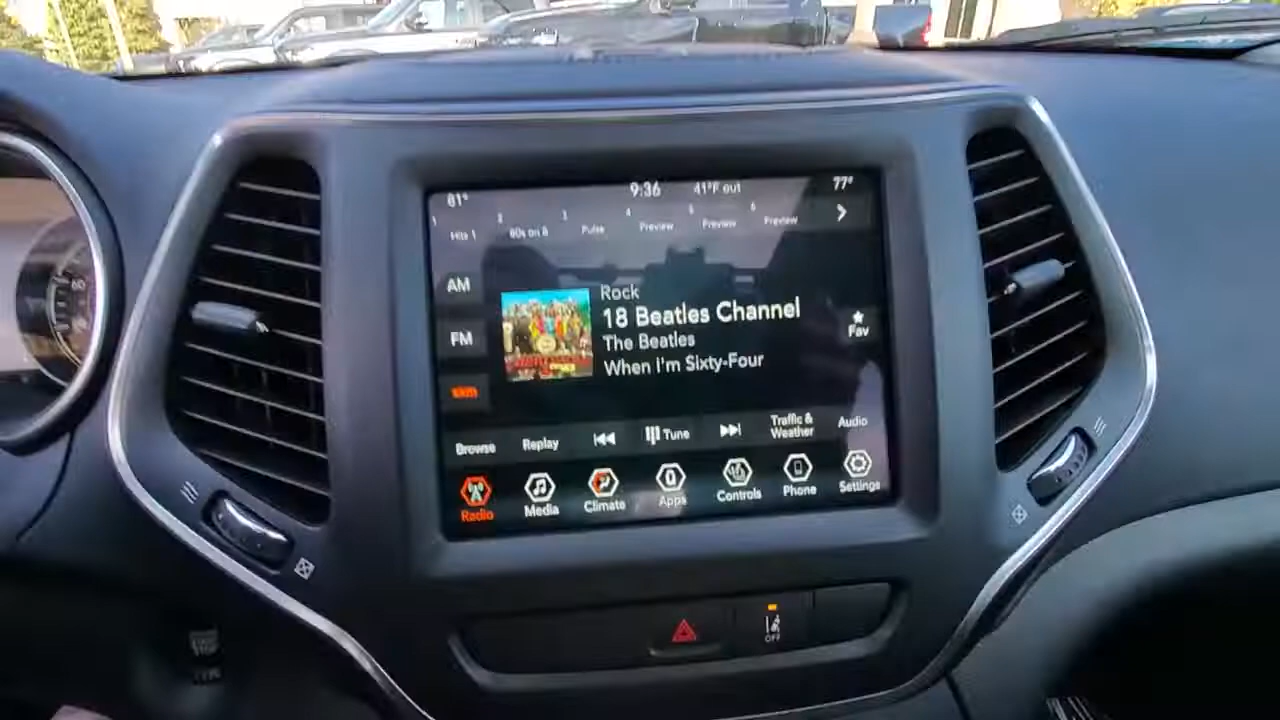 81°
9:36
41°F out
77°
1
2
3
4
5
6
Hits 1
80s on 8
Pulse
Preview
Preview
Preview
AM
FM
SXM
Rock
18 Beatles Channel
The Beatles
When I'm Sixty-Four
Fav
Browse
Replay
Tune
Traffic &
Weather
Audio
Radio
Media
Climate
Apps
Controls
Phone
Settings
OFF
60